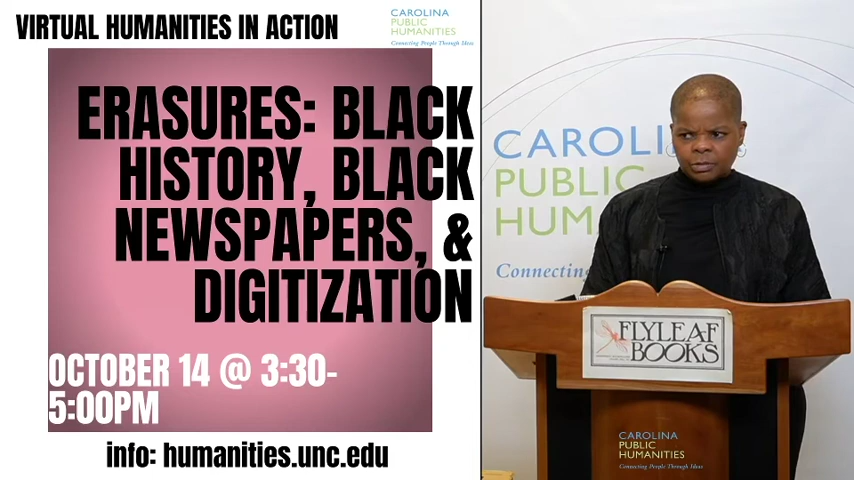 VIRTUAL HUMANITIES IN ACTION
CAROLINA
PUBLIC
HUMANITIES
Connecting People Through Ideas
ERASURES: BLACK
HISTORY, BLACK
NEWSPAPERS, &
DIGITIZATION
OCTOBER 14 @ 3:30-
5:00PM
info: humanities.unc.edu
CAROLI
PUBLIC
HUMA
Connecting
FLYLEAF
BOOKS
CAROLINA
PUBLIC
HUMANITIES
Connecting People Through Ideas